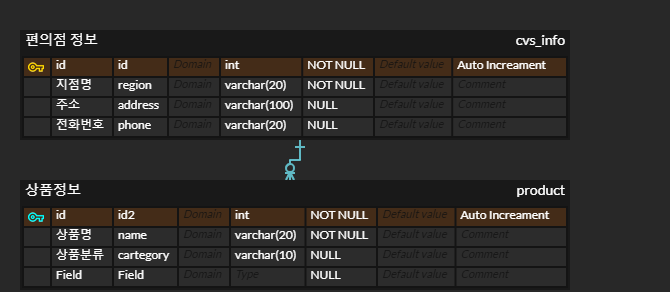 편의점 정보 cvs_info
id id Domain int NOT NULL Default value Auto Increament
지점명 region Domain varchar(20) NOT NULL Default value Comment
주소 address Domain varchar(100) NULL Default value Comment
전화번호 phone Domain varchar(20) NULL Default value Comment
상품정보 product
id id2 Domain int NOT NULL Default value Auto Increament
상품명 name Domain varchar(20) NOT NULL Default value Comment
상품분류 cartegory Domain varchar(10) NULL Default value Comment
Field Field Domain Type NULL Default value Comment